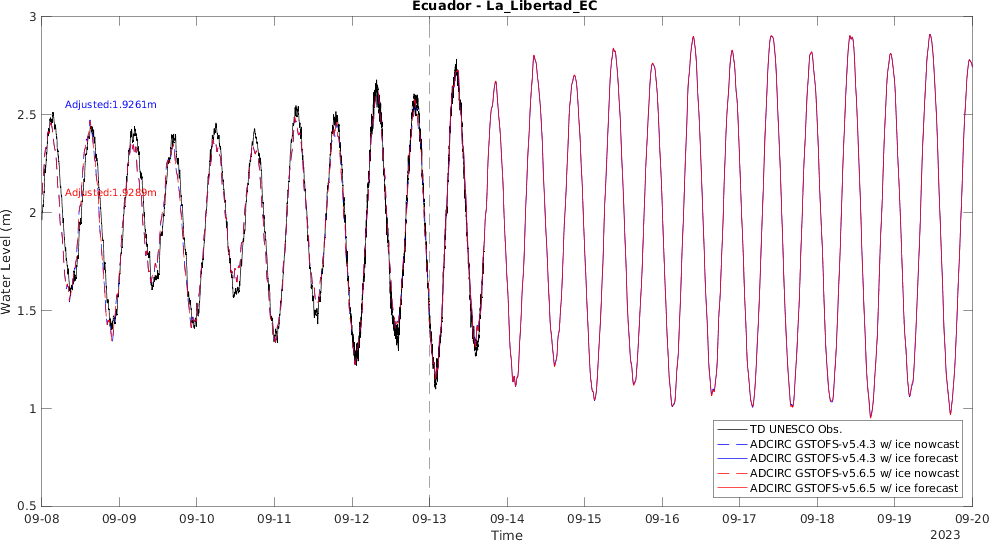 Ecuador - La_Libertad_EC
3
2.5
2
1.5
1
0.5
Water Level (m)
Adjusted:1.9261m
Adjusted:1.9289m
TD UNESCO Obs.
ADCIRC GSTOFS-v5.4.3 w/ ice nowcast
ADCIRC GSTOFS-v5.4.3 w/ ice forecast
ADCIRC GSTOFS-v5.6.5 w/ ice nowcast
ADCIRC GSTOFS-v5.6.5 w/ ice forecast
09-08 09-09 09-10 09-11 09-12 09-13 09-14 09-15 09-16 09-17 09-18 09-19 09-20
Time
2023